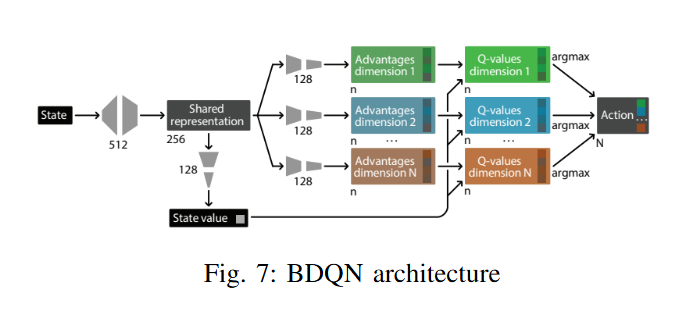 State
512
Shared
representation
256
128
State value
128
128
128
Advantages
dimension 1
n
Advantages
dimension 2
n
...
Advantages
dimension N
n
Q-values
dimension 1
n
Q-values
dimension 2
n
...
Q-values
dimension N
n
argmax
argmax
argmax
Action
...
N
Fig. 7: BDQN architecture